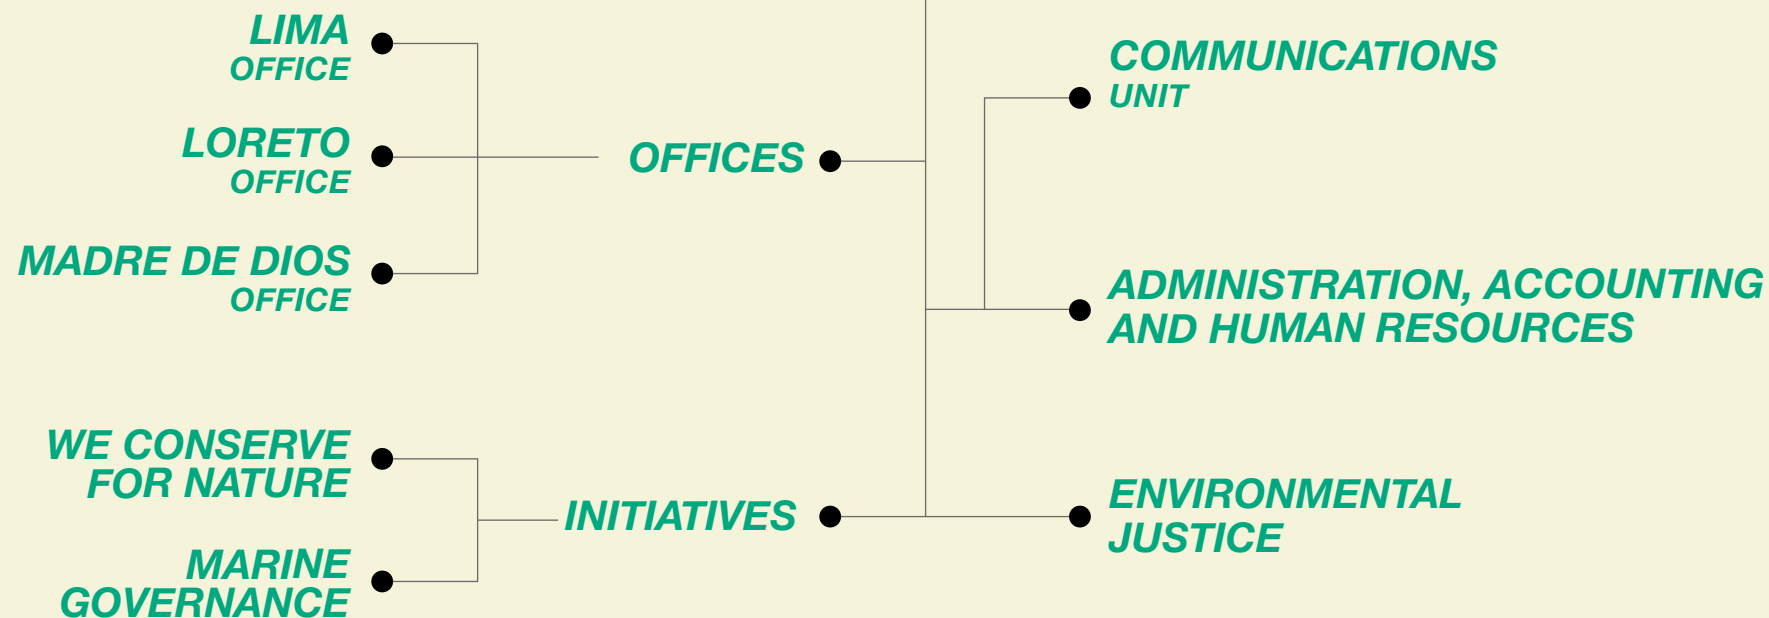 LIMA
OFFICE
LORETO
OFFICE
MADRE DE DIOS
OFFICE
OFFICES
WE CONSERVE
FOR NATURE
MARINE
GOVERNANCE
INITIATIVES
COMMUNICATIONS
UNIT
ADMINISTRATION, ACCOUNTING
AND HUMAN RESOURCES
ENVIRONMENTAL
JUSTICE